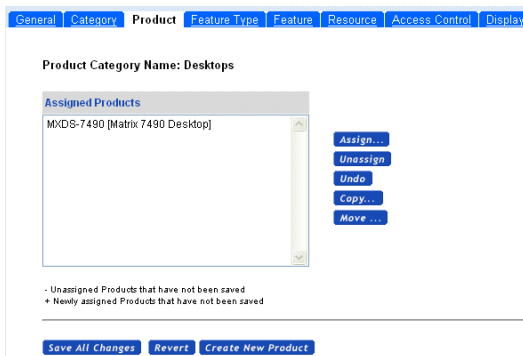 General Category Product Feature Type Feature Resource Access Control Display
Product Category Name: Desktops
Assigned Products
MXDS-7490 [Matrix 7490 Desktop]
Assign...
Unassign
Undo
Copy...
Move ...
- Unassigned Products that have not been saved
+ Newly assigned Products that have not been saved
Save All Changes Revert Create New Product